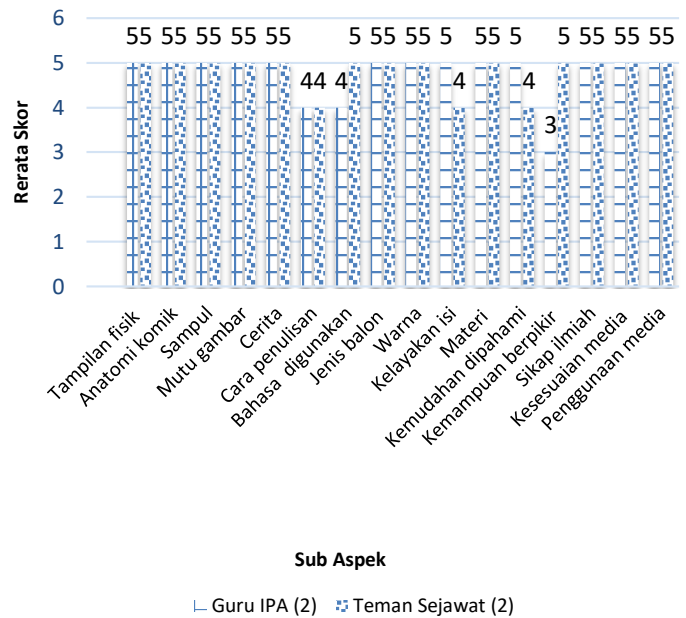 55 55 55 55 55 5 55 55 5 55 5 5 55 55 55
44 4 4 4
3
Rerata Skor
6
5
4
3
2
1
0
Tampilan fisik
Anatomi komik
Sampul
Mutu gambar
Cerita
Cara penulisan
Bahasa digunakan
Jenis balon
Warna
Kelayakan isi
Materi
Kemudahan dipahami
Kemampuan berpikir
Sikap ilmiah
Kesesuaian media
Penggunaan media
Sub Aspek
Guru IPA (2) Teman Sejawat (2)